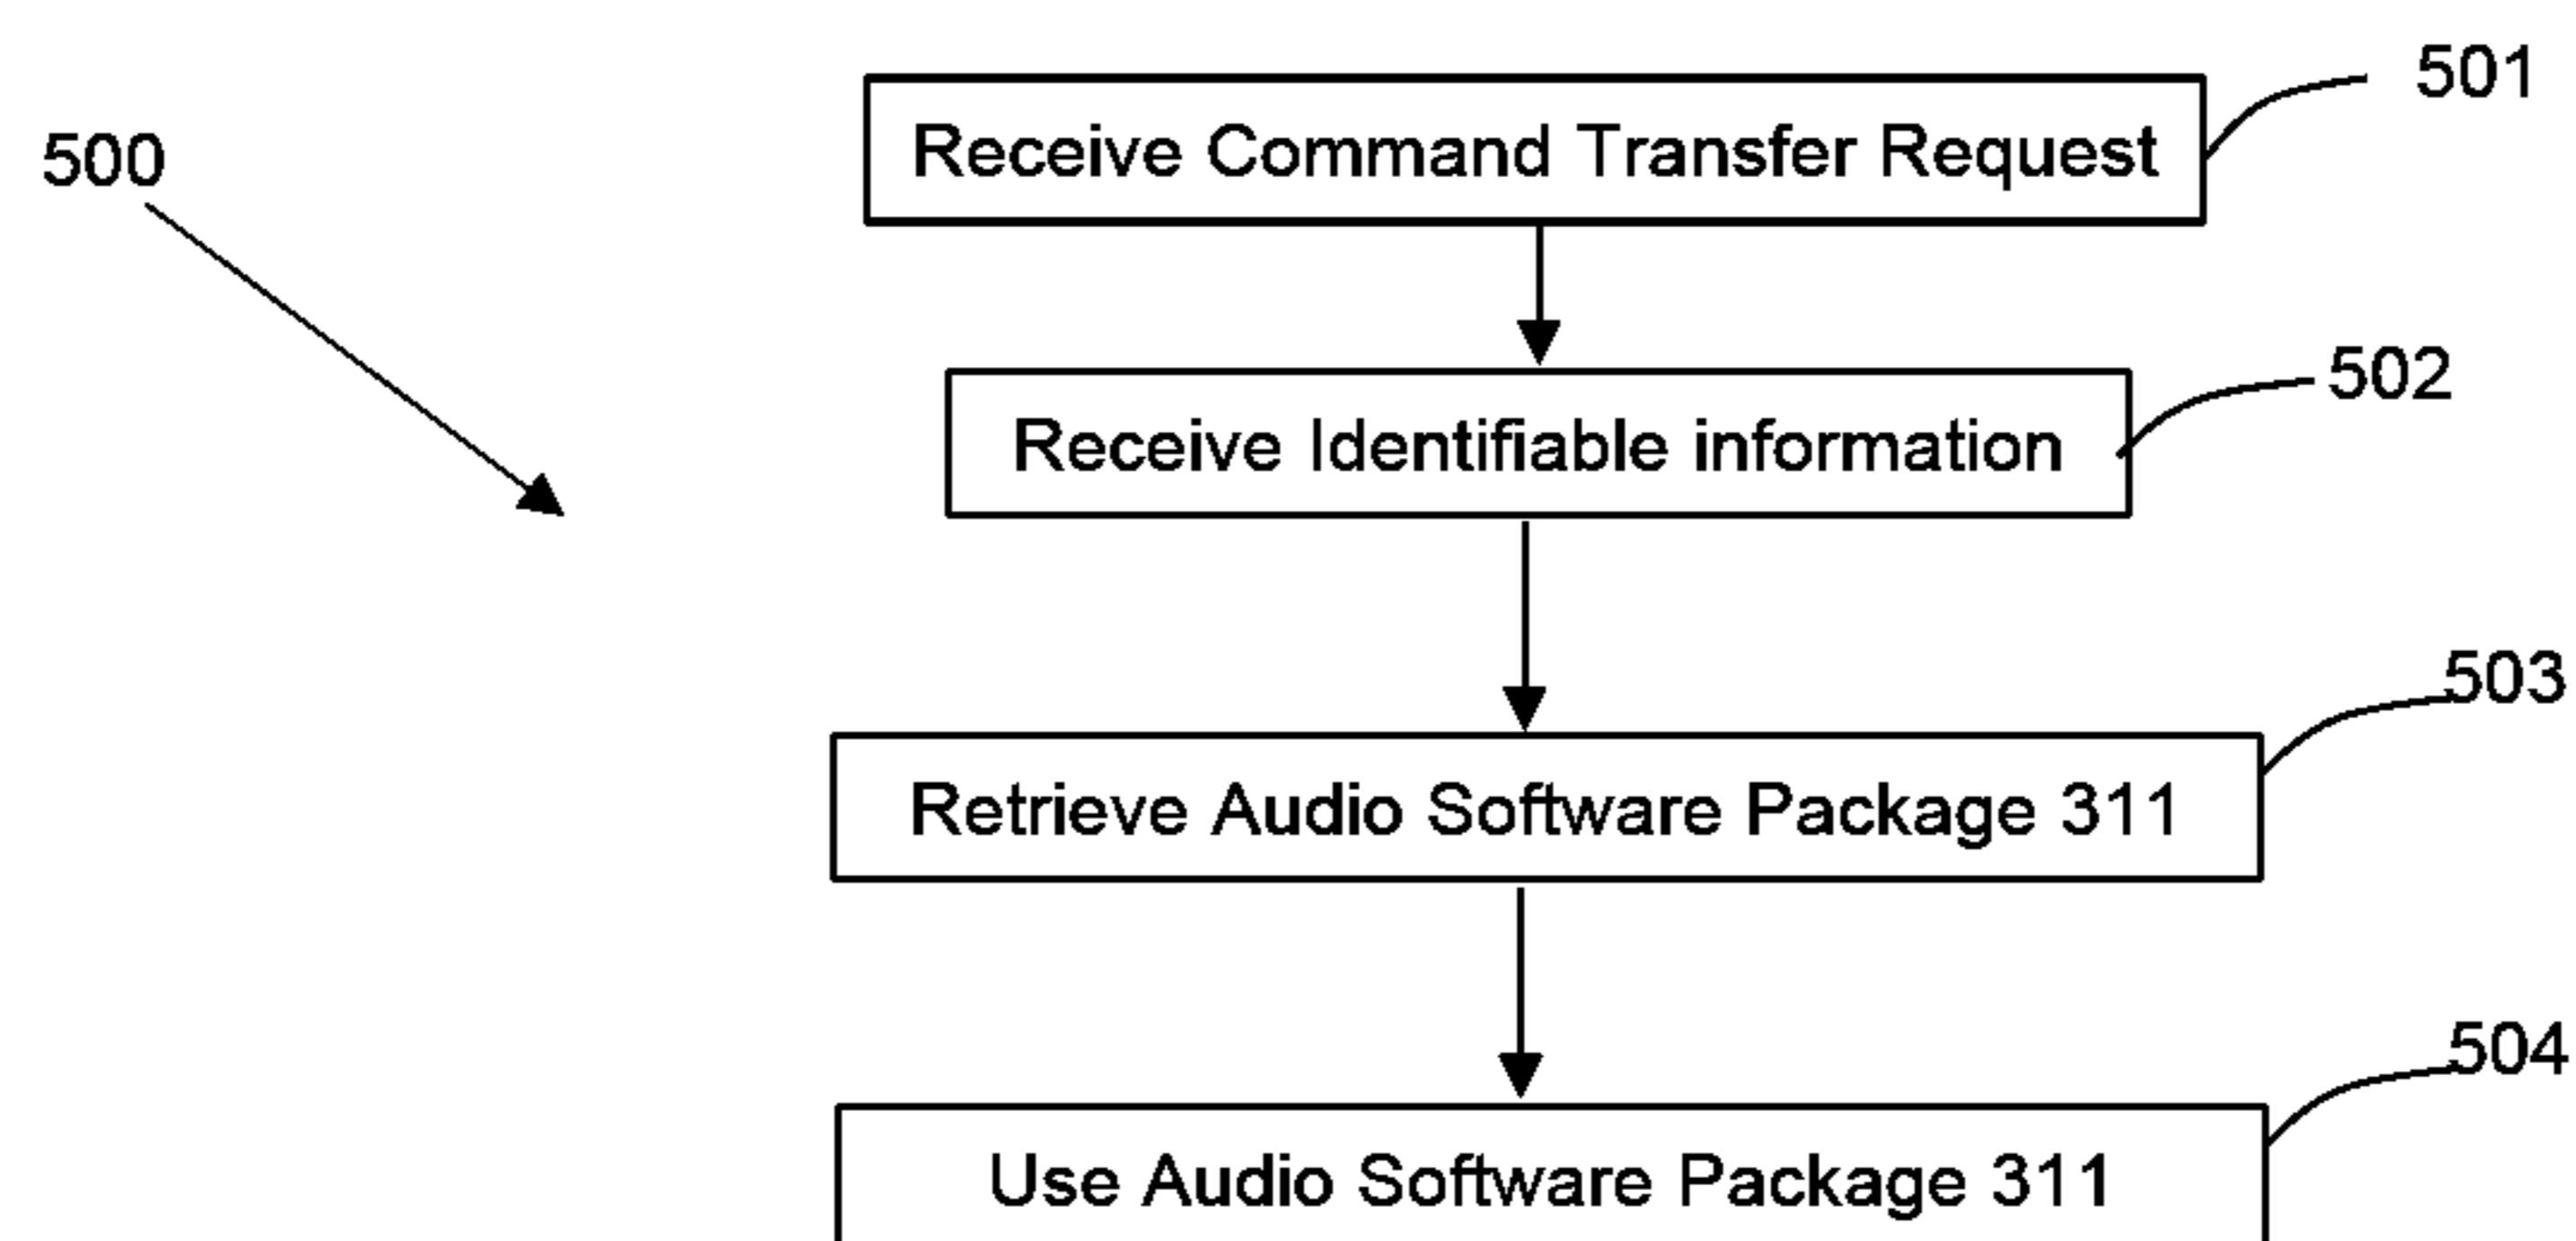 501
Receive Command Transfer Request
500
502
Receive Identifiable information
503
Retrieve Audio Software Package 311
504
Use Audio Software Package 311